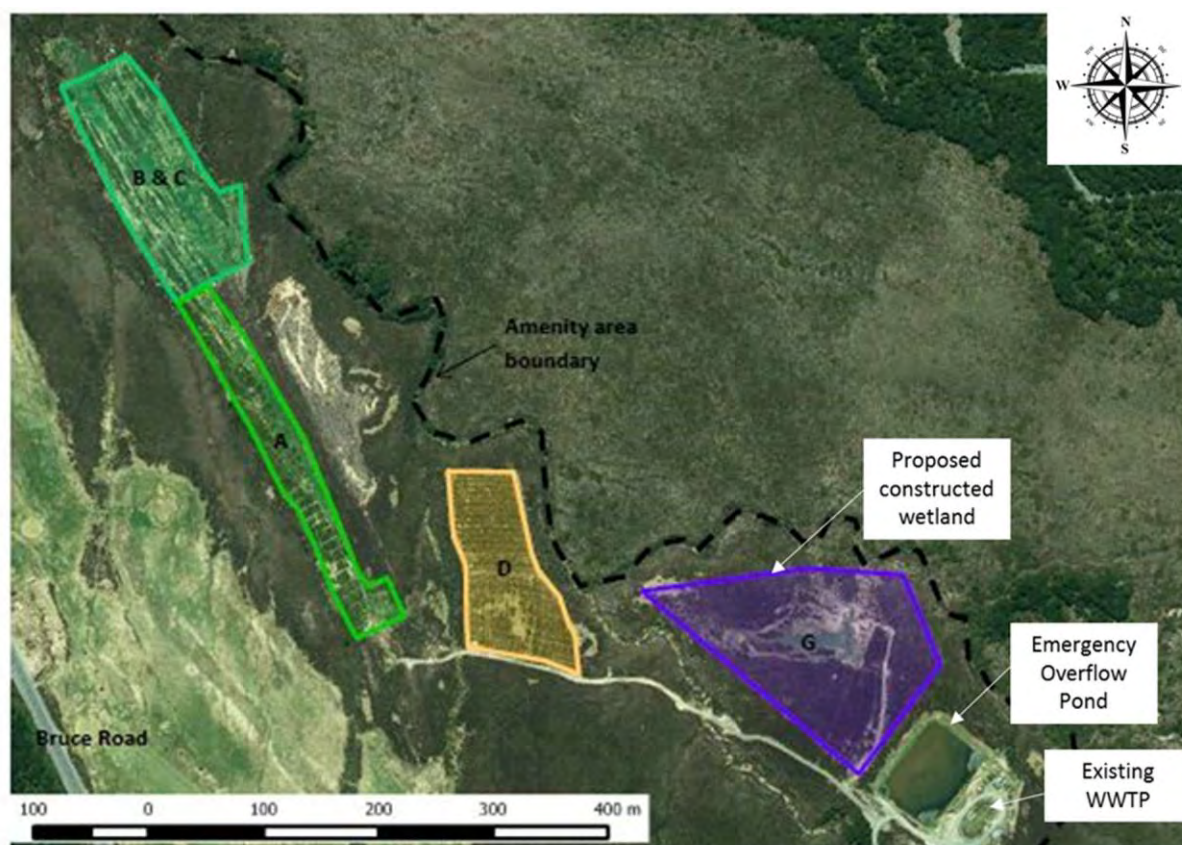 N
W
E
S
B & C
Amenity area
boundary
A
Proposed
constructed
wetland
D
G
Emergency
Overflow
Pond
Bruce Road
Existing
WWTP
100 0 100 200 300 400 m